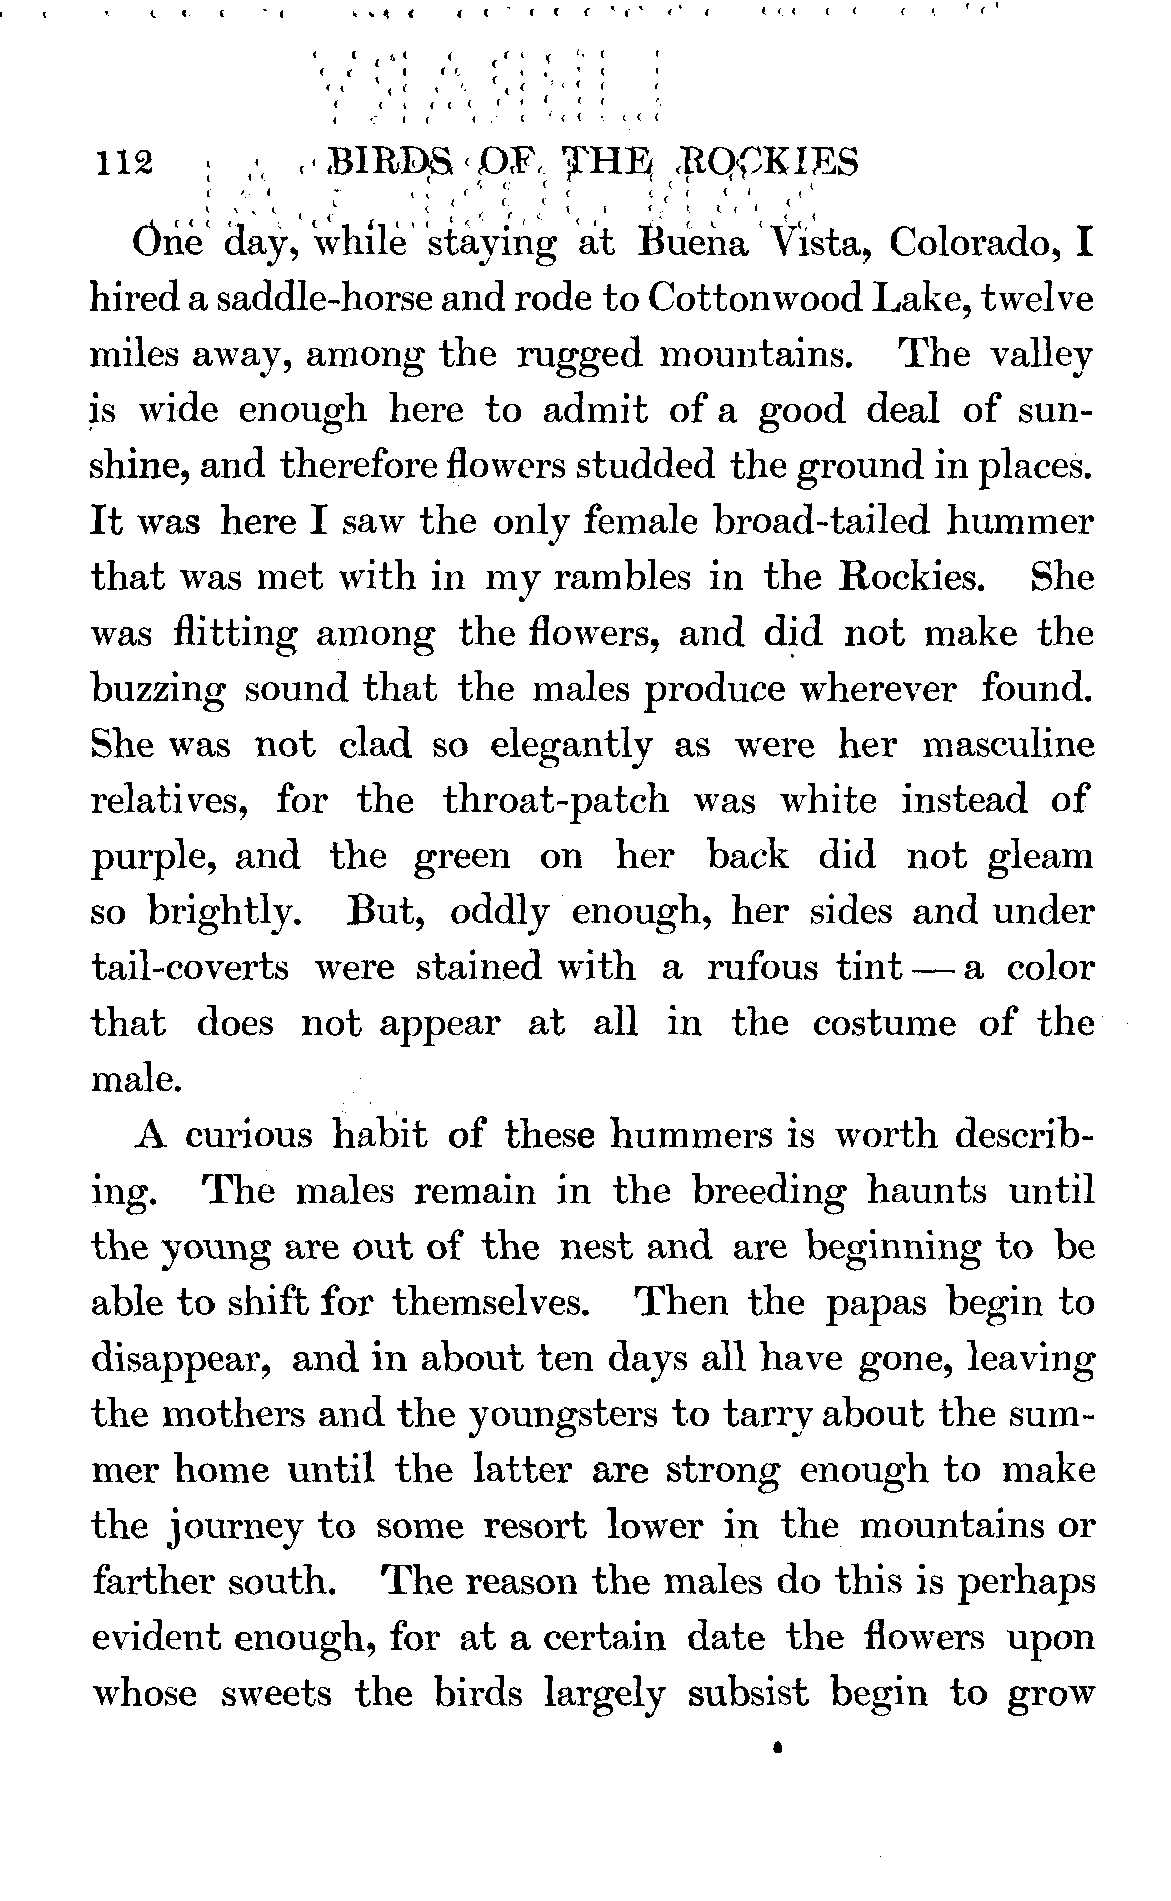 112 BIRDS OF THE ROCKIES
One day, while staying at Buena Vista, Colorado, I
hired a saddle-horse and rode to Cottonwood Lake, twelve
miles away, among the rugged mountains. The valley
is wide enough here to admit of a good deal of sun-
shine, and therefore flowers studded the ground in places.
It was here I saw the only female broad-tailed hummer
that was met with in my rambles in the Rockies. She
was flitting among the flowers, and did not make the
buzzing sound that the males produce wherever found.
She was not clad so elegantly as were her masculine
relatives, for the throat-patch was white instead of
purple, and the green on her back did not gleam
so brightly. But, oddly enough, her sides and under
tail-coverts were stained with a rufous tint — a color
that does not appear at all in the costume of the
male.
A curious habit of these hummers is worth describ-
ing. The males remain in the breeding haunts until
the young are out of the nest and are beginning to be
able to shift for themselves. Then the papas begin to
disappear, and in about ten days all have gone, leaving
the mothers and the youngsters to tarry about the sum-
mer home until the latter are strong enough to make
the journey to some resort lower in the mountains or
farther south. The reason the males do this is perhaps
evident enough, for at a certain date the flowers upon
whose sweets the birds largely subsist begin to grow